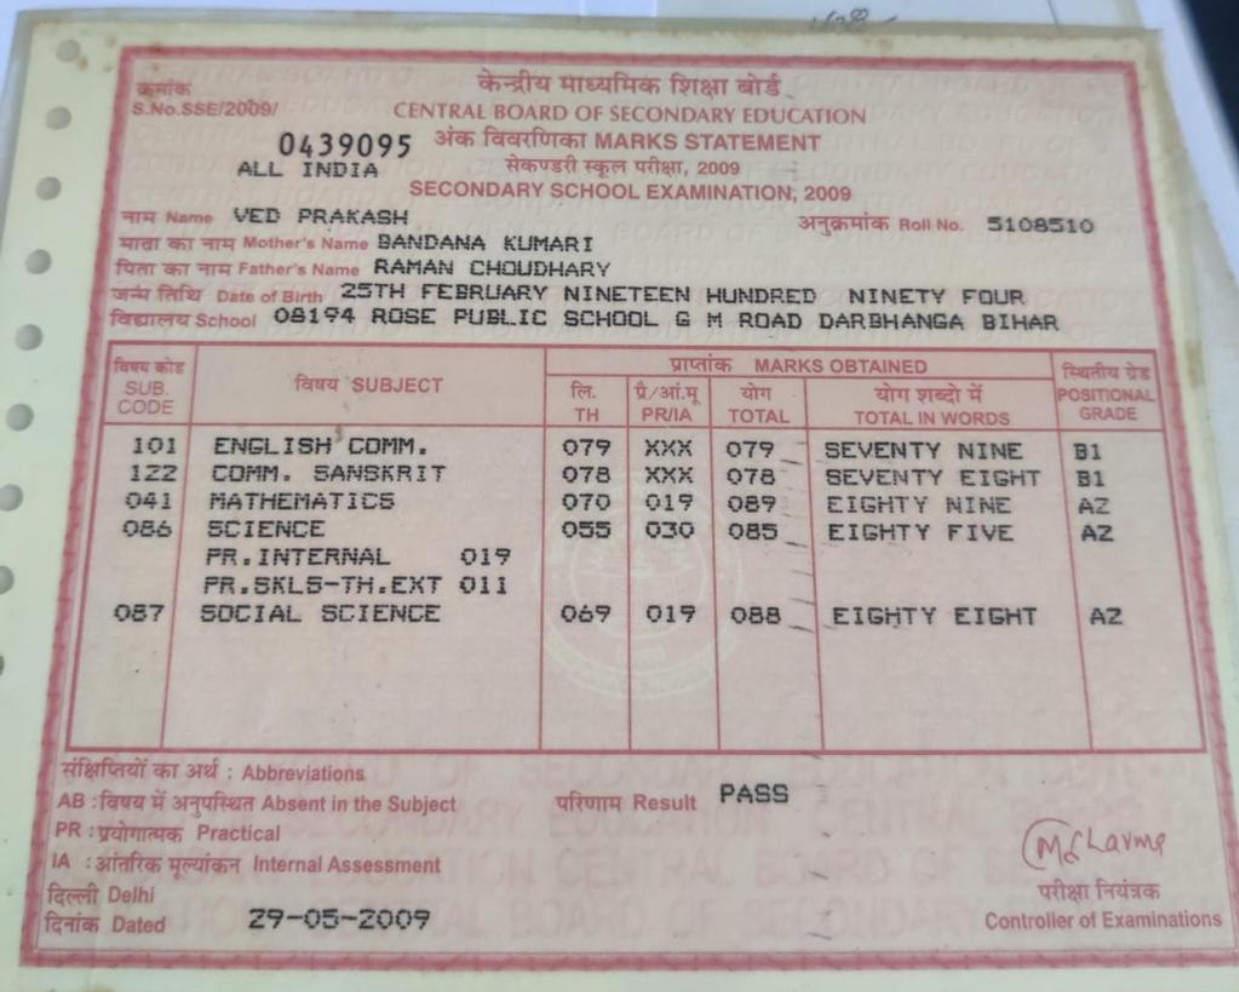 क्रमांक
S.No.SSE/2009/
0439095
ALL INDIA
केन्द्रीय माध्यमिक शिक्षा बोर्ड
CENTRAL BOARD OF SECONDARY EDUCATION
अंक विवरणिका MARKS STATEMENT
सेकण्डरी स्कूल परीक्षा, 2009
SECONDARY SCHOOL EXAMINATION, 2009
नाम Name VED PRAKASH अनुक्रमांक Roll No. 5108510
माता का नाम Mother's Name BANDANA KUMARI
पिता का नाम Father's Name RAMAN CHOUDHARY
जन्म तिथि Date of Birth 25TH FEBRUARY NINETEEN HUNDRED NINETY FOUR
विद्यालय School 08194 ROSE PUBLIC SCHOOL G M ROAD DARBHANGA BIHAR
विषय कोड SUB. CODE
विषय SUBJECT
प्राप्तांक MARKS OBTAINED
लि. TH
प्रै/आं.मू PR/IA
योग TOTAL
योग शब्दो में TOTAL IN WORDS
स्थितीय ग्रेड POSITIONAL GRADE
101 ENGLISH COMM. 079 XXX 079 SEVENTY NINE B1
122 COMM. SANSKRIT 078 XXX 078 SEVENTY EIGHT B1
041 MATHEMATICS 070 019 089 EIGHTY NINE A2
086 SCIENCE 055 030 085 EIGHTY FIVE A2
PR.INTERNAL 019
PR.SKLS-TH.EXT 011
087 SOCIAL SCIENCE 069 019 088 EIGHTY EIGHT A2
संक्षिप्तियों का अर्थ : Abbreviations
AB : विषय में अनुपस्थित Absent in the Subject
परिणाम Result PASS
PR : प्रयोगात्मक Practical
IA : आंतरिक मूल्यांकन Internal Assessment
दिल्ली Delhi
दिनांक Dated 29-05-2009
परीक्षा नियंत्रक
Controller of Examinations